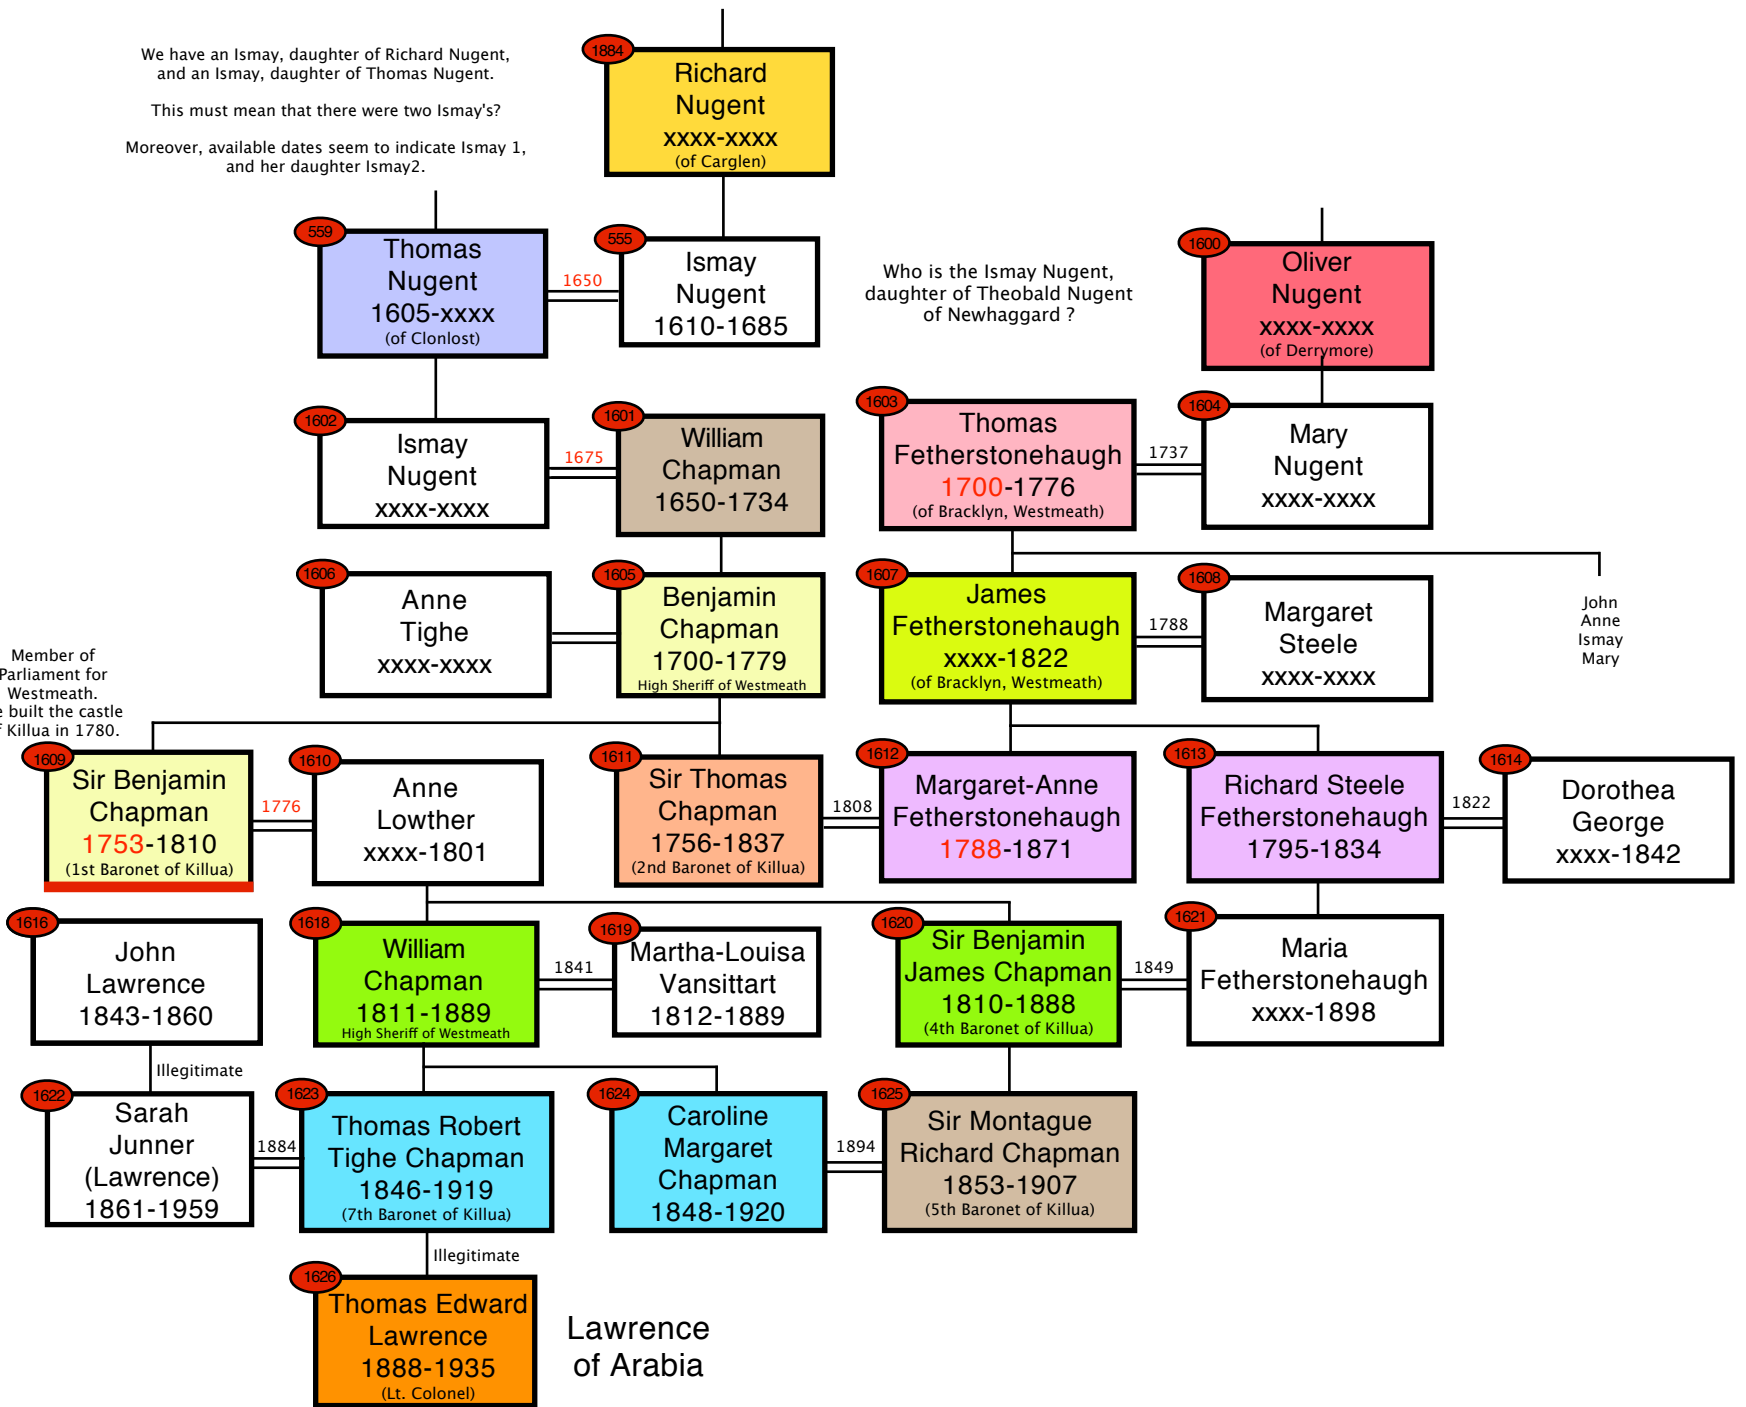 We have an Ismay, daughter of Richard Nugent,
and an Ismay, daughter of Thomas Nugent.
This must mean that there were two Ismay's?
Moreover, available dates seem to indicate Ismay 1,
and her daughter Ismay2.
1884
Richard
Nugent
xxxx-xxxx
(of Carglen)
559
Thomas
Nugent
1605-xxxx
(of Clonlost)
1650
555
Ismay
Nugent
1610-1685
Who is the Ismay Nugent,
daughter of Theobald Nugent
of Newhaggard ?
1600
Oliver
Nugent
xxxx-xxxx
(of Derrymore)
1602
Ismay
Nugent
xxxx-xxxx
1675
1601
William
Chapman
1650-1734
1603
Thomas
Fetherstonehaugh
1700-1776
(of Bracklyn, Westmeath)
1737
1604
Mary
Nugent
xxxx-xxxx
1606
Anne
Tighe
xxxx-xxxx
1605
Benjamin
Chapman
1700-1779
High Sheriff of Westmeath
1607
James
Fetherstonehaugh
xxxx-1822
(of Bracklyn, Westmeath)
1788
1608
Margaret
Steele
xxxx-xxxx
John
Anne
Ismay
Mary
Member of
Parliament for
Westmeath.
e built the castle
f Killua in 1780.
1609
Sir Benjamin
Chapman
1753-1810
(1st Baronet of Killua)
1776
1610
Anne
Lowther
xxxx-1801
1611
Sir Thomas
Chapman
1756-1837
(2nd Baronet of Killua)
1808
1612
Margaret-Anne
Fetherstonehaugh
1788-1871
1613
Richard Steele
Fetherstonehaugh
1795-1834
1822
1614
Dorothea
George
xxxx-1842
1616
John
Lawrence
1843-1860
1618
William
Chapman
1811-1889
High Sheriff of Westmeath
1841
1619
Martha-Louisa
Vansittart
1812-1889
1620
Sir Benjamin
James Chapman
1810-1888
(4th Baronet of Killua)
1849
1621
Maria
Fetherstonehaugh
xxxx-1898
Illegitimate
1622
Sarah
Junner
(Lawrence)
1861-1959
1884
1623
Thomas Robert
Tighe Chapman
1846-1919
(7th Baronet of Killua)
1624
Caroline
Margaret
Chapman
1848-1920
1894
1625
Sir Montague
Richard Chapman
1853-1907
(5th Baronet of Killua)
Illegitimate
1626
Thomas Edward
Lawrence
1888-1935
(Lt. Colonel)
Lawrence
of Arabia